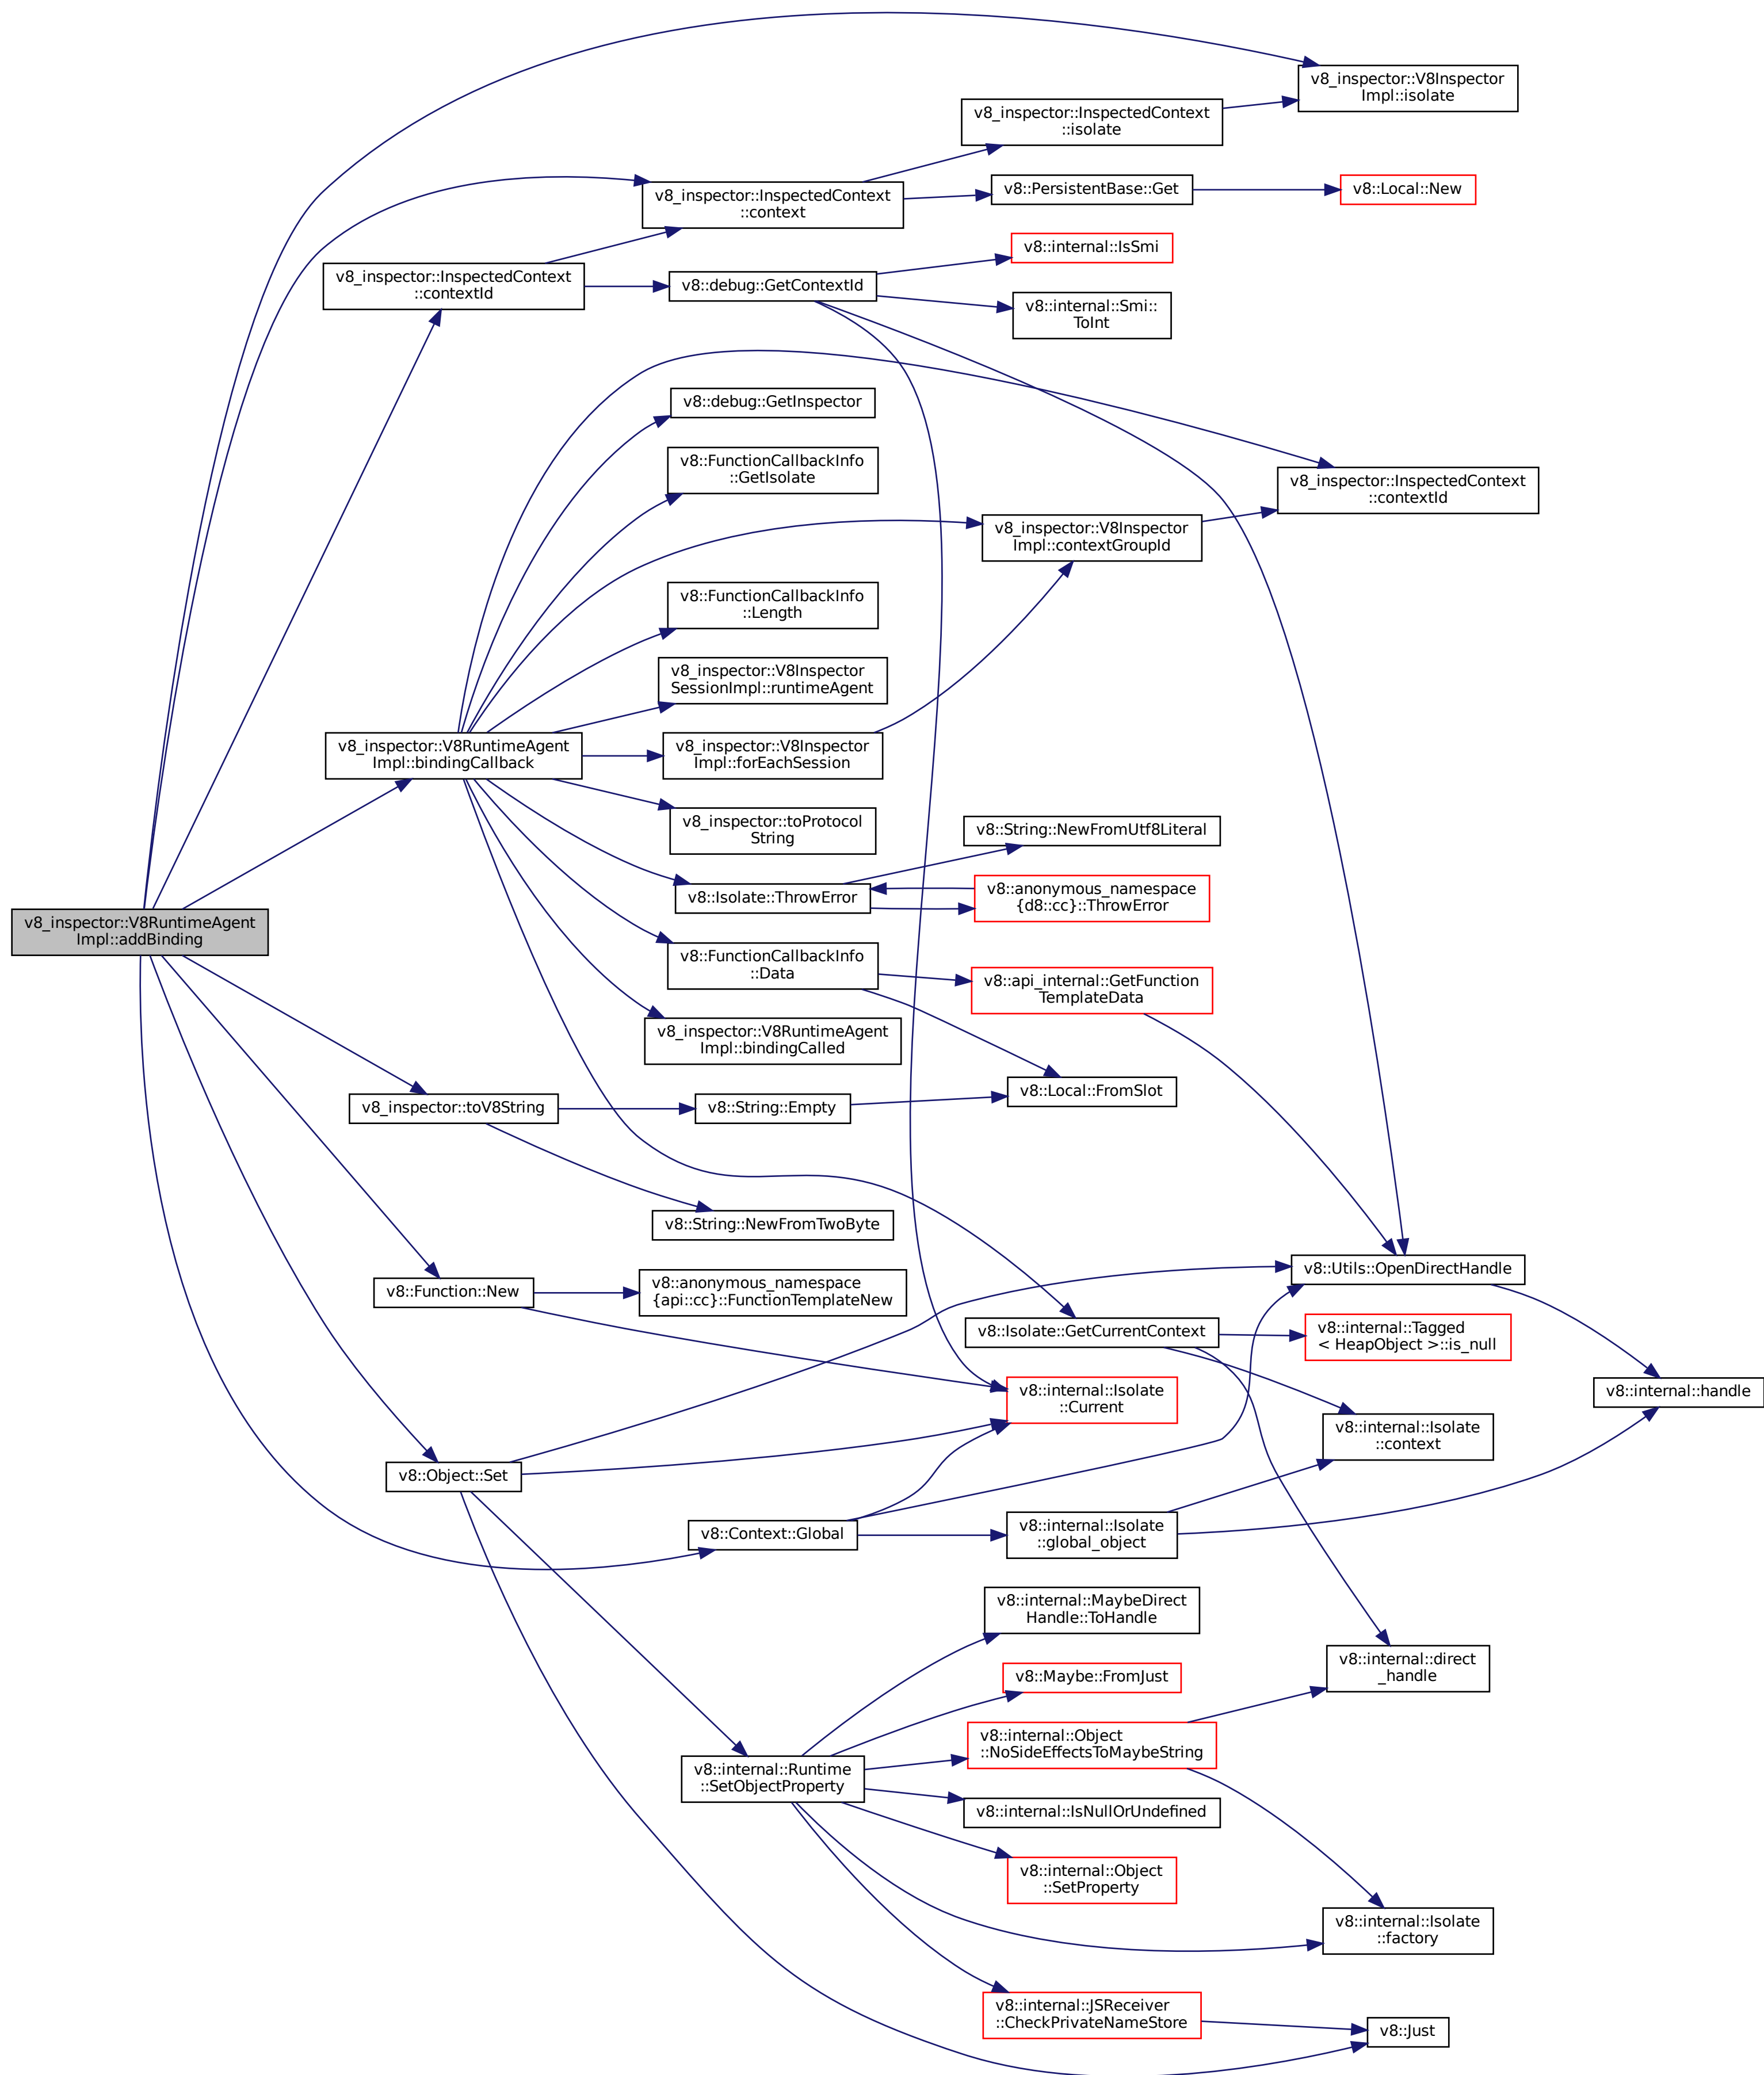 v8_inspector::V8Inspector
Impl::isolate
v8_inspector::InspectedContext
::isolate
v8_inspector::InspectedContext
::context
v8::PersistentBase::Get
v8::Local::New
v8::internal::IsSmi
v8_inspector::InspectedContext
::contextId
v8::debug::GetContextId
v8::internal::Smi::
ToInt
v8::debug::GetInspector
v8::FunctionCallbackInfo
::GetIsolate
v8_inspector::InspectedContext
::contextId
v8_inspector::V8Inspector
Impl::contextGroupId
v8::FunctionCallbackInfo
::Length
v8_inspector::V8Inspector
SessionImpl::runtimeAgent
v8_inspector::V8RuntimeAgent
Impl::bindingCallback
v8_inspector::V8Inspector
Impl::forEachSession
v8_inspector::toProtocol
String
v8::String::NewFromUtf8Literal
v8::Isolate::ThrowError
v8::anonymous_namespace
{d8::cc}::ThrowError
v8_inspector::V8RuntimeAgent
Impl::addBinding
v8::FunctionCallbackInfo
::Data
v8::api_internal::GetFunction
TemplateData
v8_inspector::V8RuntimeAgent
Impl::bindingCalled
v8::Local::FromSlot
v8_inspector::toV8String
v8::String::Empty
v8::String::NewFromTwoByte
v8::Utils::OpenDirectHandle
v8::Function::New
v8::anonymous_namespace
{api::cc}::FunctionTemplateNew
v8::Isolate::GetCurrentContext
v8::internal::Tagged
< HeapObject >::is_null
v8::internal::Isolate
::Current
v8::internal::handle
v8::internal::Isolate
::context
v8::Object::Set
v8::Context::Global
v8::internal::Isolate
::global_object
v8::internal::MaybeDirect
Handle::ToHandle
v8::Maybe::FromJust
v8::internal::direct
_handle
v8::internal::Object
::NoSideEffectsToMaybeString
v8::internal::Runtime
::SetObjectProperty
v8::internal::IsNullOrUndefined
v8::internal::Object
::SetProperty
v8::internal::Isolate
::factory
v8::internal::JSReceiver
::CheckPrivateNameStore
v8::Just